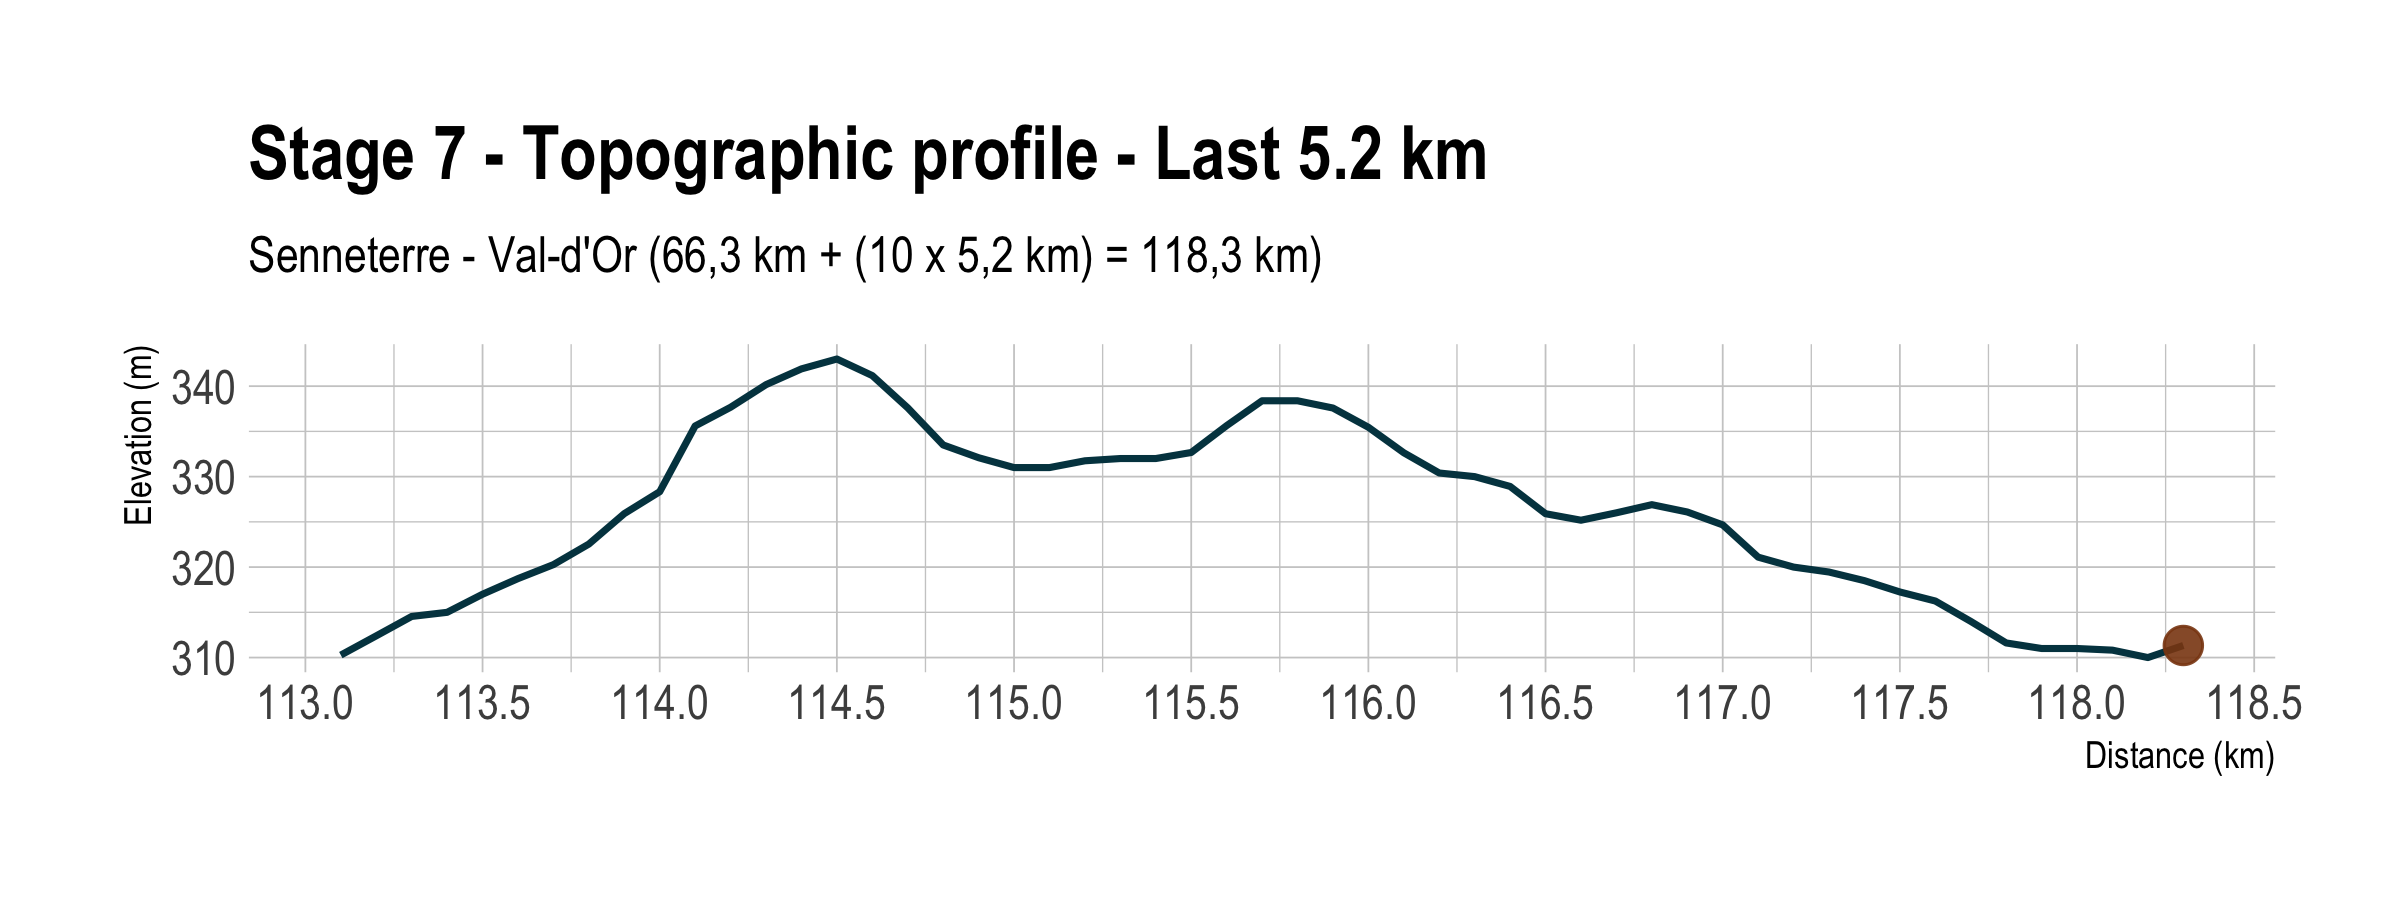 Stage 7 - Topographic profile - Last 5.2 km
Senneterre - Val-d'Or (66,3 km + (10 x 5,2 km) = 118,3 km)
Elevation (m)
340
330
320
310
113.0 113.5 114.0 114.5 115.0 115.5 116.0 116.5 117.0 117.5 118.0 118.5
Distance (km)